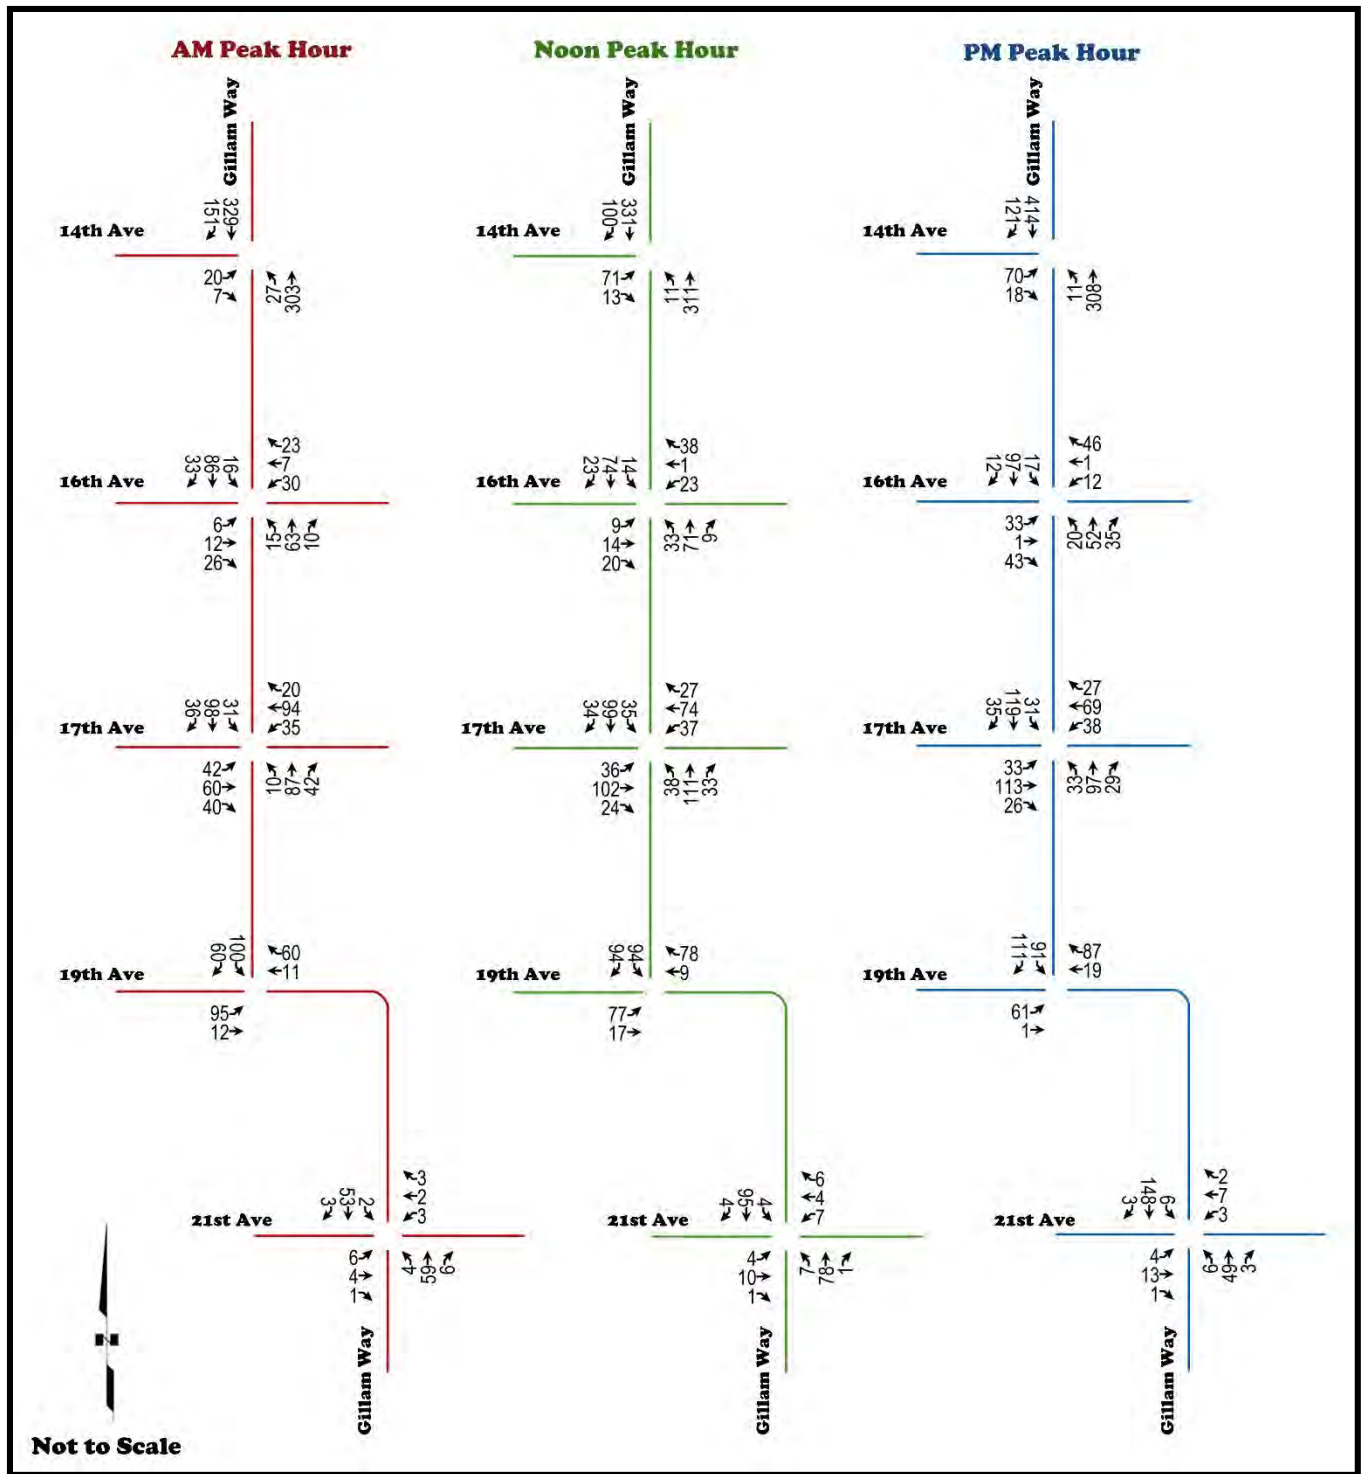 AM Peak Hour
Noon Peak Hour
PM Peak Hour
Gillam Way
Gillam Way
Gillam Way
151 329
100 331
121 414
14th Ave
14th Ave
14th Ave
20
7
27 303
71
13
11 311
70
18
11 308
33 86 16
23
7
30
23 74 14
38
1
23
12 97 17
46
1
12
16th Ave
16th Ave
16th Ave
6
12
26
15 63 10
9
14
20
33 71 9
33
1
43
20 52 35
36 98 31
20
94
35
34 99 35
27
74
37
35 119 31
27
69
38
17th Ave
17th Ave
17th Ave
42
60
40
10 87 42
36
102
24
38 111 33
33
113
26
33 97 29
60 100
60
11
94 94
78
9
111 91
87
19
19th Ave
19th Ave
19th Ave
95
12
77
17
61
1
3 53 2
3
2
3
4 95 4
6
4
7
3 148 6
2
7
3
21st Ave
21st Ave
21st Ave
6
4
1
4 59 6
4
10
1
7 78 1
4
13
1
6 49 3
Gillam Way
Gillam Way
Gillam Way
N
Not to Scale